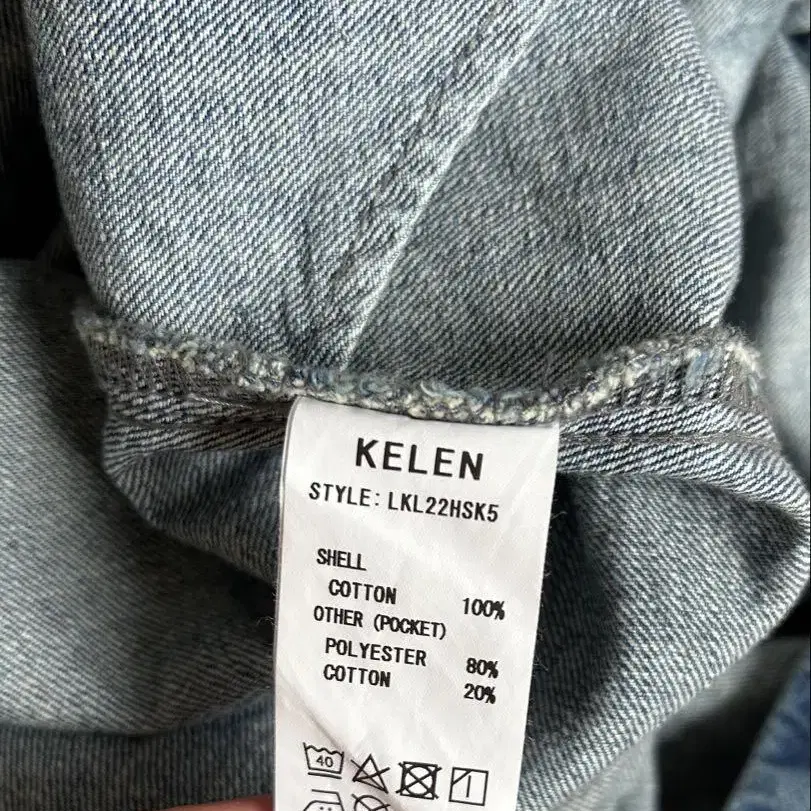 KELEN
STYLE: LKL22HSK5
SHELL
COTTON 100%
OTHER (POCKET)
POLYESTER 80%
COTTON 20%
40